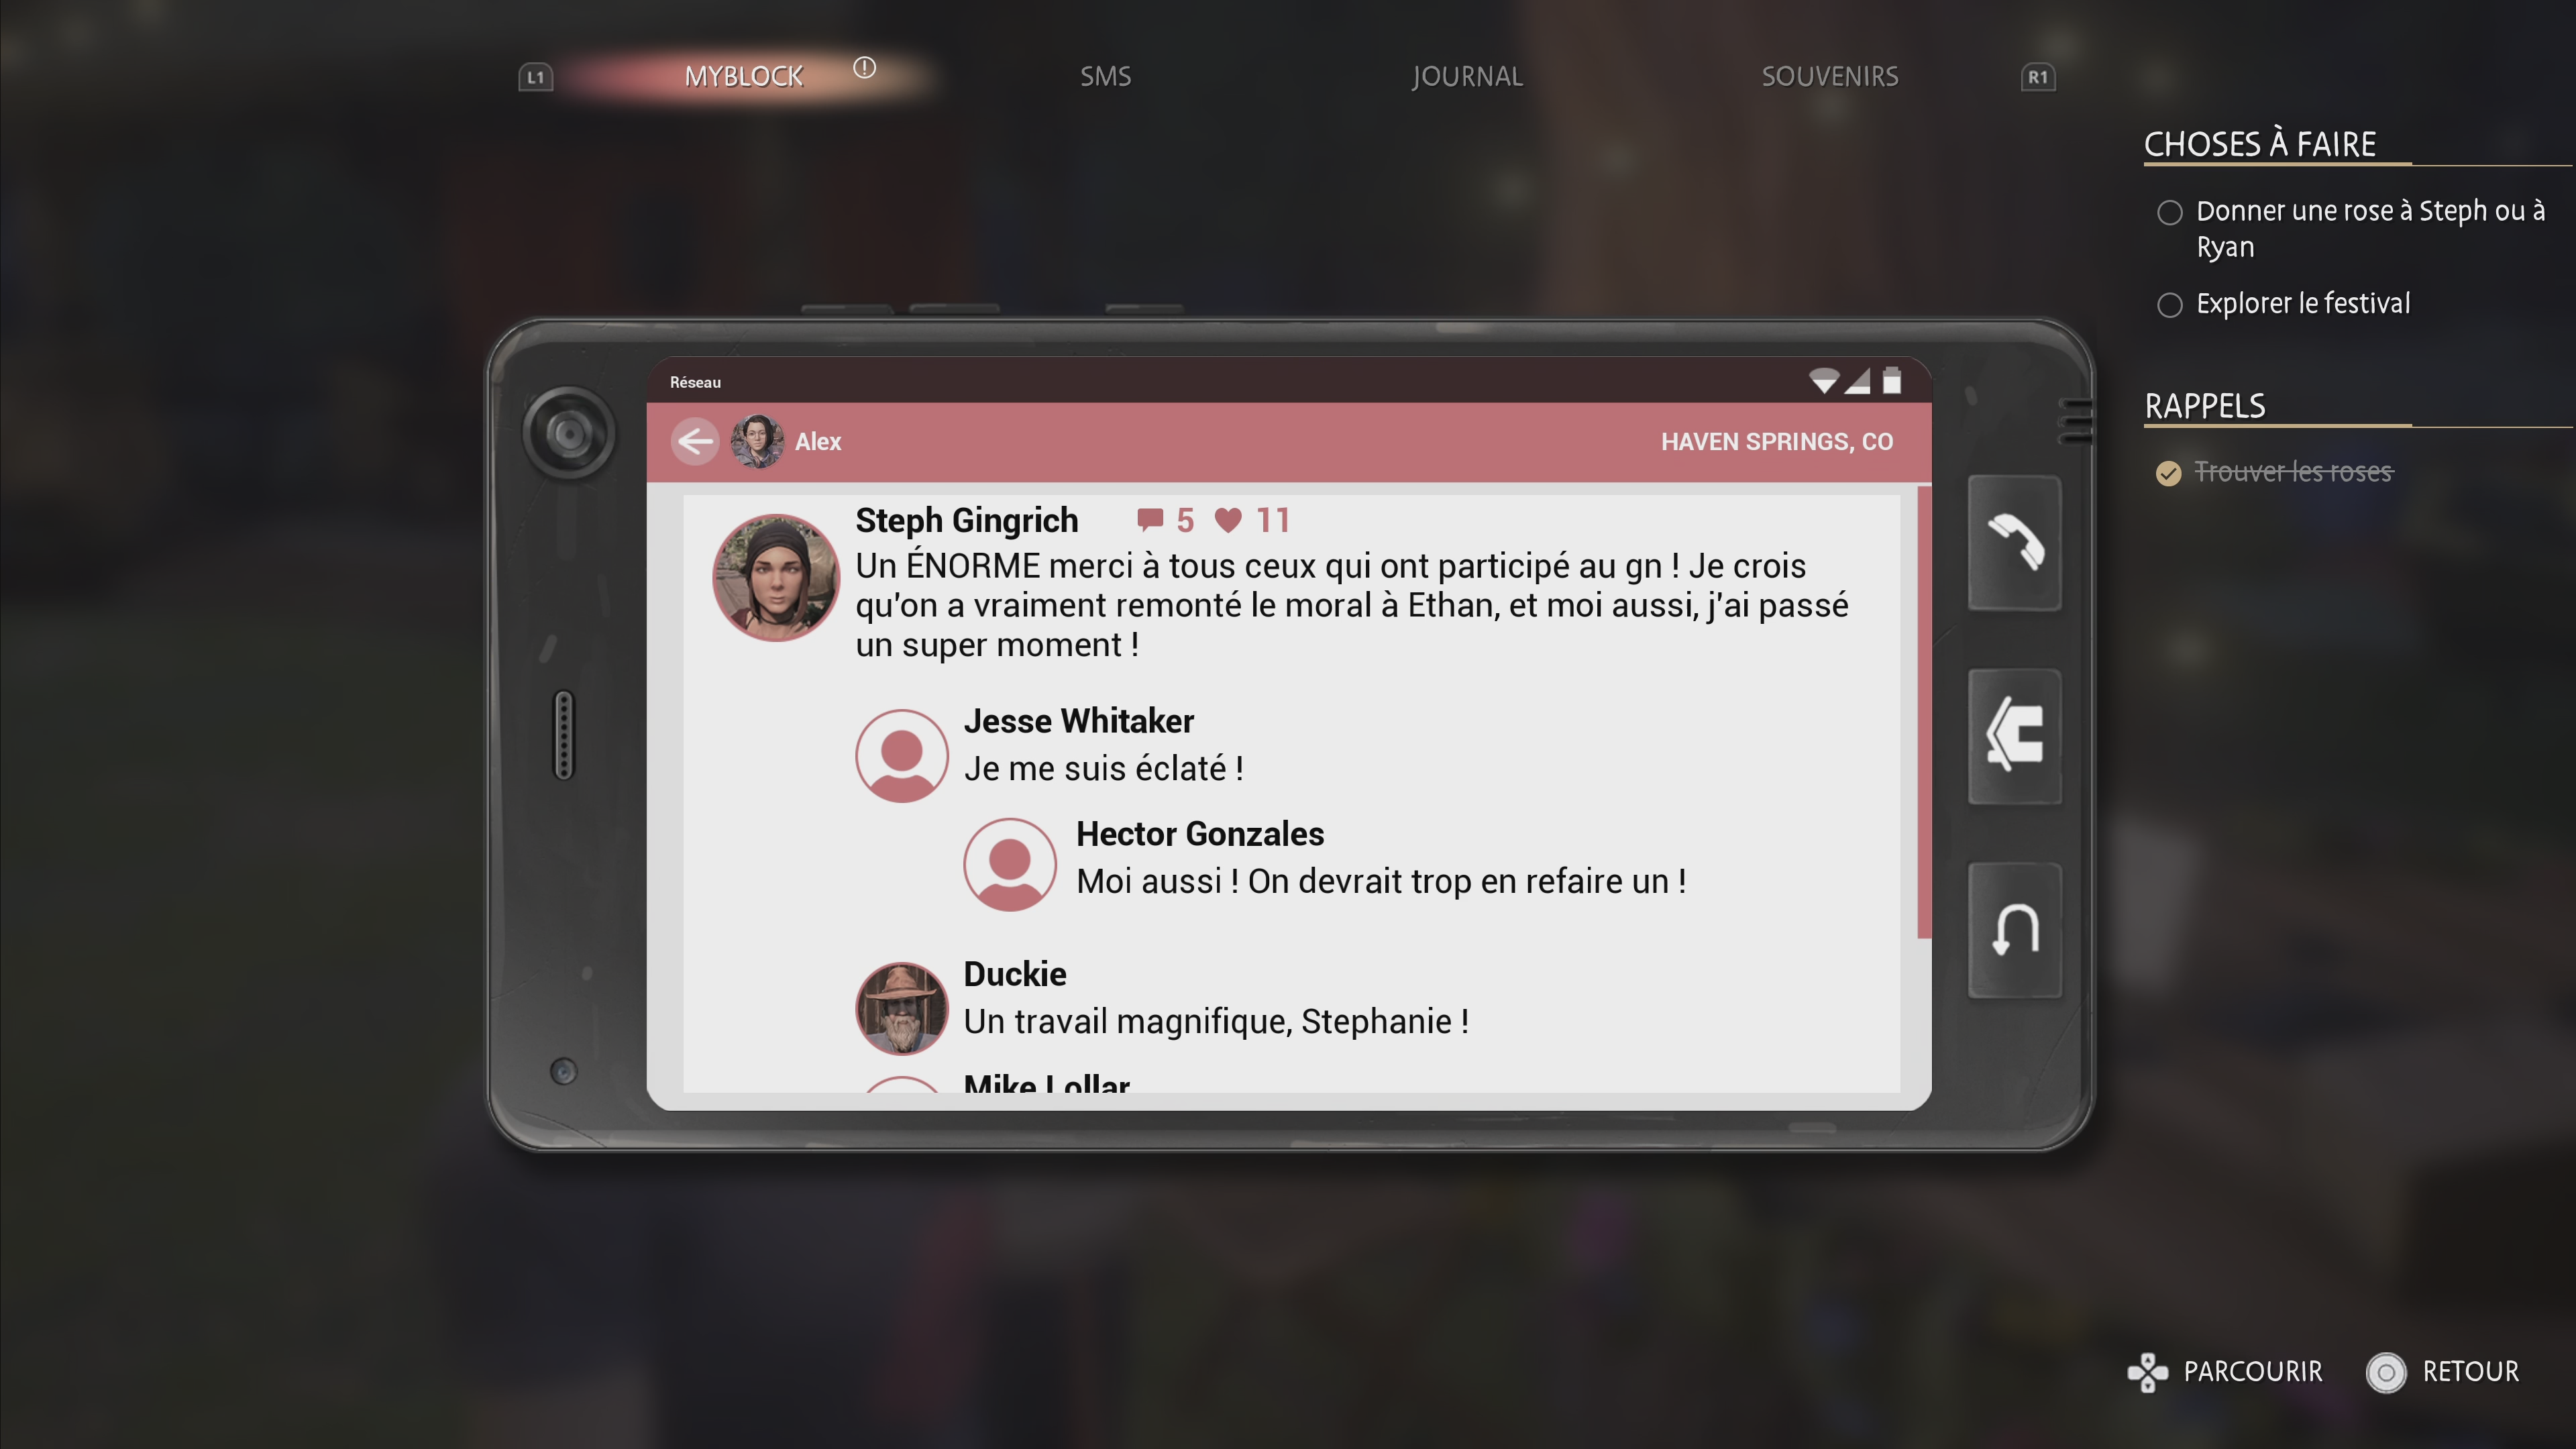 L1
MYBLOCK
SMS
JOURNAL
SOUVENIRS
R1
CHOSES À FAIRE
Donner une rose à Steph ou à
Ryan
Explorer le festival
RAPPELS
Trouver les roses
Réseau
Alex
HAVEN SPRINGS, CO
Steph Gingrich 5 11
Un ÉNORME merci à tous ceux qui ont participé au gn ! Je crois
qu'on a vraiment remonté le moral à Ethan, et moi aussi, j'ai passé
un super moment !
Jesse Whitaker
Je me suis éclaté !
Hector Gonzales
Moi aussi ! On devrait trop en refaire un !
Duckie
Un travail magnifique, Stephanie !
Mike Lollar
PARCOURIR
RETOUR